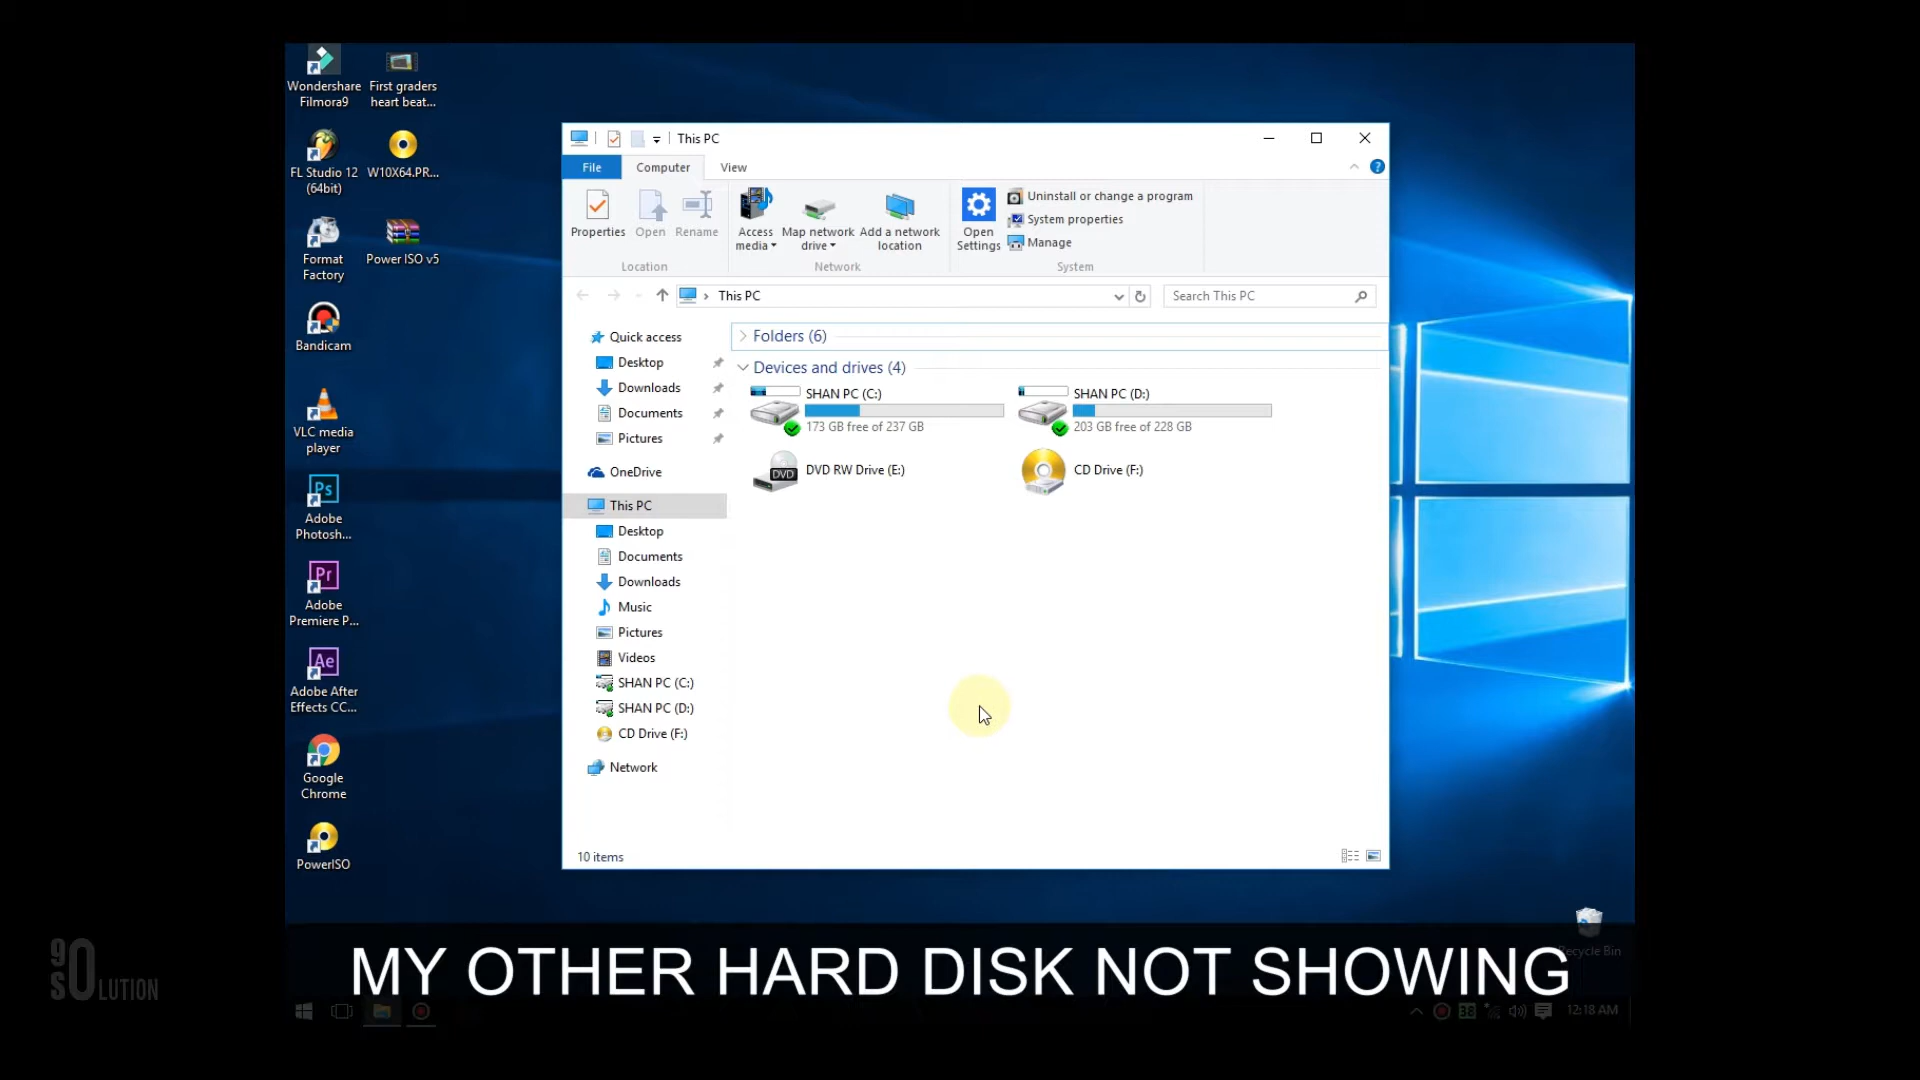 Wondershare
Filmora9
First graders
heart beat...
FL Studio 12
(64bit)
W10X64.PR...
Format
Factory
Power ISO v5
Bandicam
VLC media
player
Ps
Adobe
Photosh...
Pr
Adobe
Premiere P...
Ae
Adobe After
Effects CC...
Google
Chrome
PowerISO
This PC
File
Computer
View
Properties
Open
Rename
Access
media
Map network
drive
Add a network
location
Open
Settings
Uninstall or change a program
System properties
Manage
Location
Network
System
This PC
Search This PC
Quick access
Desktop
Downloads
Documents
Pictures
OneDrive
This PC
Desktop
Documents
Downloads
Music
Pictures
Videos
SHAN PC (C:)
SHAN PC (D:)
CD Drive (F:)
Network
Folders (6)
Devices and drives (4)
SHAN PC (C:)
173 GB free of 237 GB
SHAN PC (D:)
203 GB free of 228 GB
DVD
DVD RW Drive (E:)
CD Drive (F:)
10 items
Recycle Bin
MY OTHER HARD DISK NOT SHOWING
90
SOLUTION
38
12:18 AM